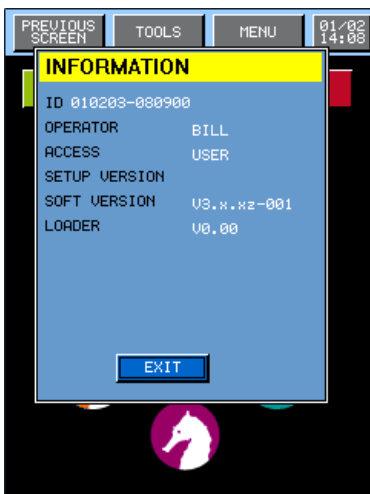 PREVIOUS
SCREEN
TOOLS
MENU
01/02
14:08
INFORMATION
ID 010203-080900
OPERATOR BILL
ACCESS USER
SETUP VERSION
SOFT VERSION V3.x.xz-001
LOADER V0.00
EXIT